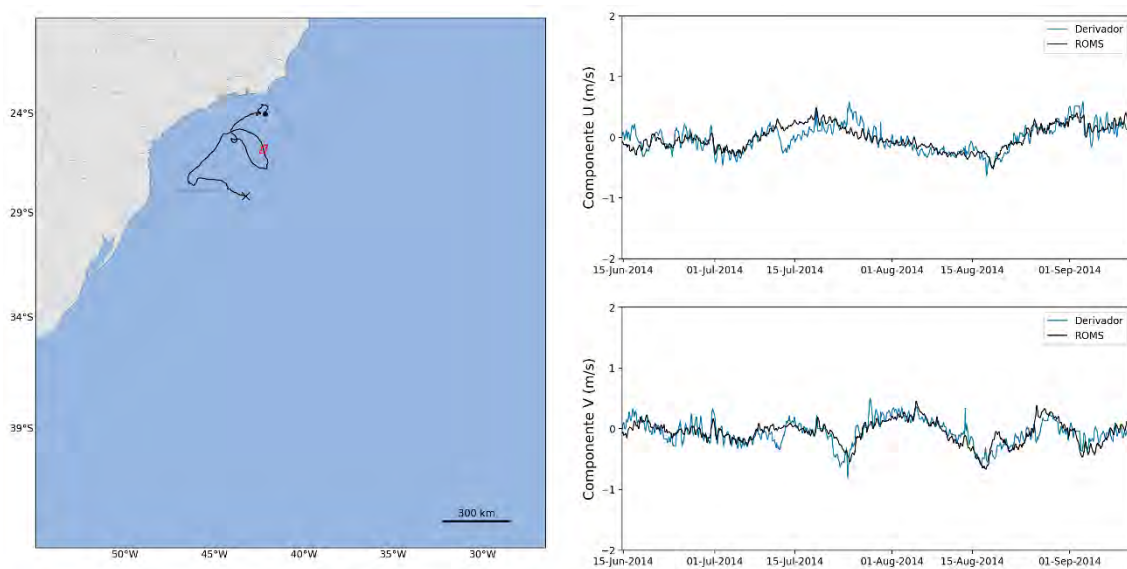 24°S
29°S
34°S
39°S
300 km
50°W 45°W 40°W 35°W 30°W
Componente U (m/s)
2
1
0
−1
−2
Derivador
ROMS
15-Jun-2014 01-Jul-2014 15-Jul-2014 01-Aug-2014 15-Aug-2014 01-Sep-2014
Componente V (m/s)
2
1
0
−1
−2
Derivador
ROMS
15-Jun-2014 01-Jul-2014 15-Jul-2014 01-Aug-2014 15-Aug-2014 01-Sep-2014